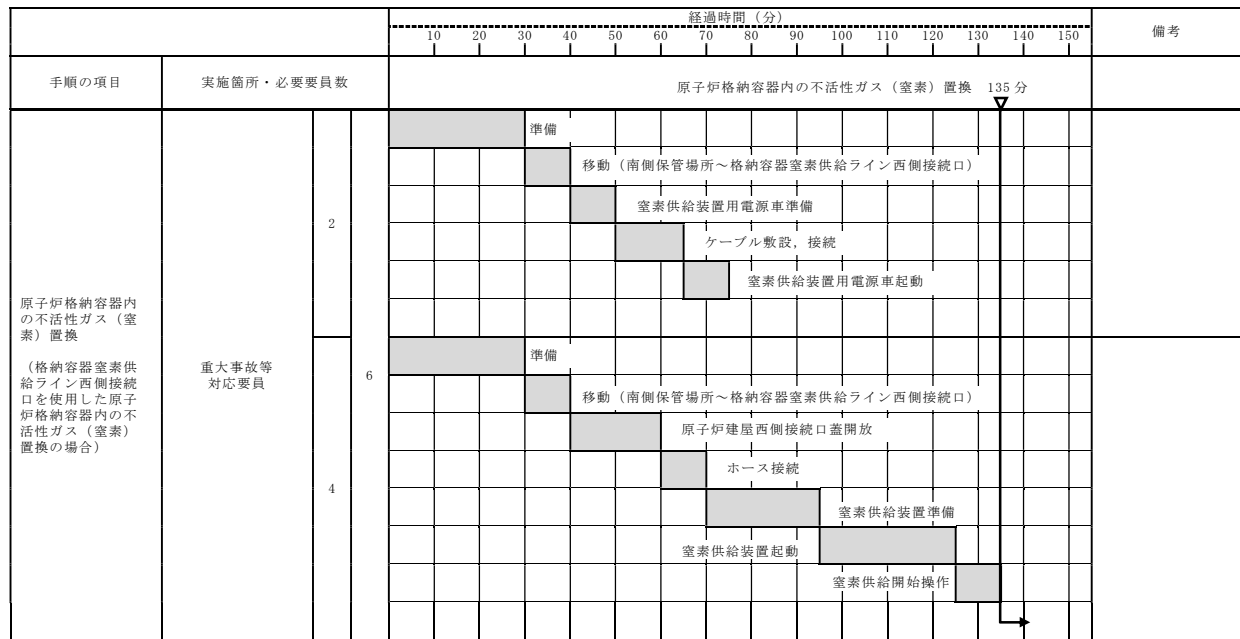 経過時間（分）
備考
10 20 30 40 50 60 70 80 90 100 110 120 130 140 150
手順の項目
実施箇所・必要要員数
原子炉格納容器内の不活性ガス（窒素）置換 135分
準備
移動（南側保管場所～格納容器窒素供給ライン西側接続口）
窒素供給装置用電源車準備
2
ケーブル敷設，接続
窒素供給装置用電源車起動
原子炉格納容器内
の不活性ガス（窒
素）置換
（格納容器窒素供
給ライン西側接続
口を使用した原子
炉格納容器内の不
活性ガス（窒素）
置換の場合）
重大事故等
対応要員
6
準備
移動（南側保管場所～格納容器窒素供給ライン西側接続口）
原子炉建屋西側接続口蓋開放
ホース接続
4
窒素供給装置準備
窒素供給装置起動
窒素供給開始操作